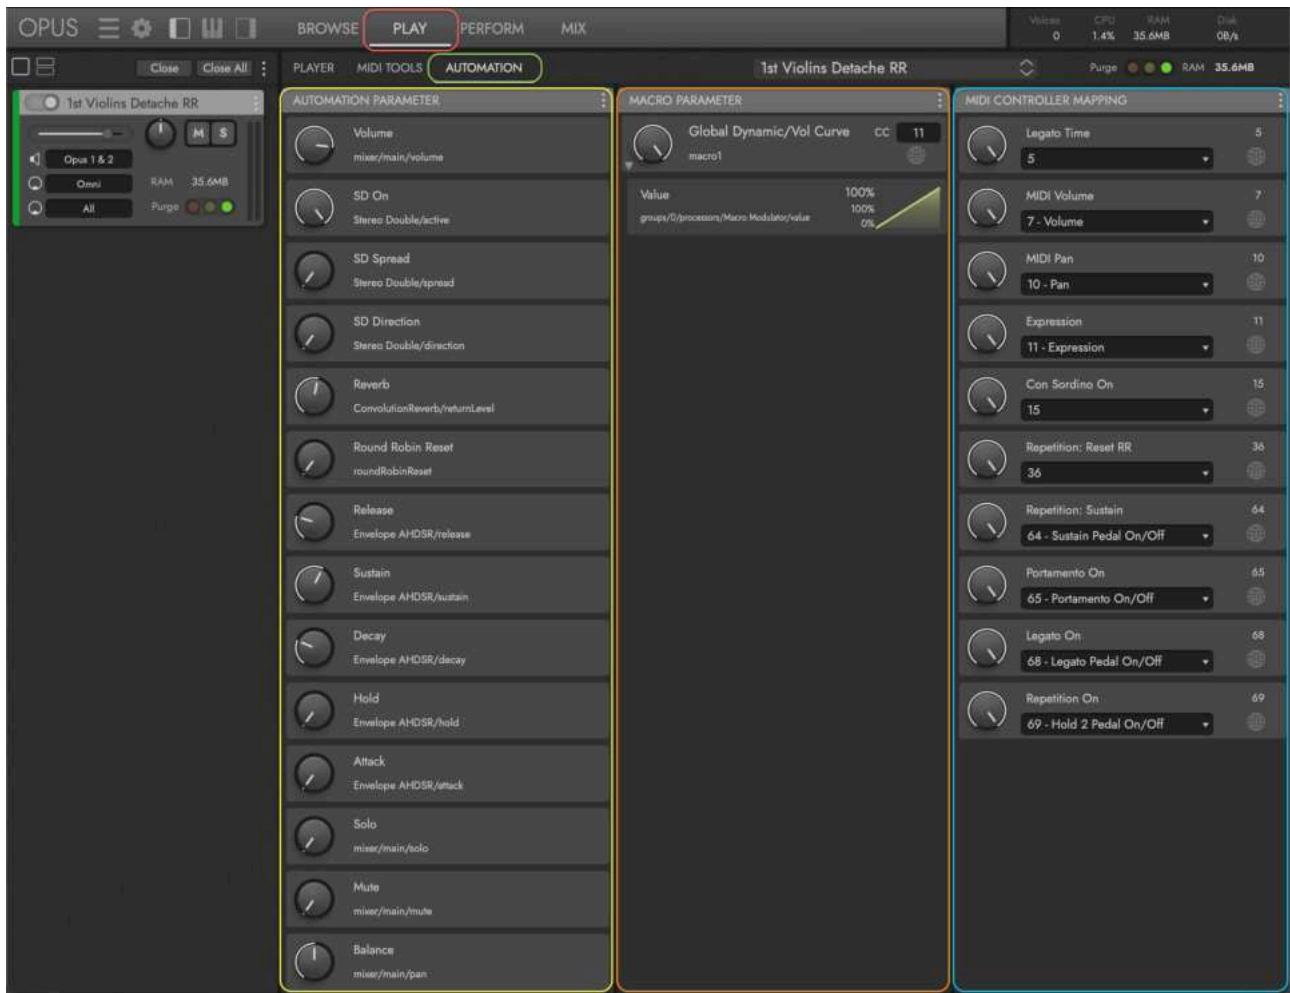 OPUS BROWSE PLAY PERFORM MIX
Voices CPU RAM Disk
0 1.4% 35.6MB 0B/s
Close Close All
PLAYER MIDI TOOLS AUTOMATION 1st Violins Detache RR Purge RAM 35.6MB
1st Violins Detache RR
M S
Opus 1 & 2
Omni RAM 35.6MB
All Purge
AUTOMATION PARAMETER
Volume
mixer/main/volume
SD On
Stereo Double/active
SD Spread
Stereo Double/spread
SD Direction
Stereo Double/direction
Reverb
ConvolutionReverb/returnLevel
Round Robin Reset
roundRobinReset
Release
Envelope AHDSR/release
Sustain
Envelope AHDSR/sustain
Decay
Envelope AHDSR/decay
Hold
Envelope AHDSR/hold
Attack
Envelope AHDSR/attack
Solo
mixer/main/solo
Mute
mixer/main/mute
Balance
mixer/main/pan
MACRO PARAMETER
Global Dynamic/Vol Curve CC 11
macro1
Value 100%
groups/0/processors/Macro Modulator/value 100%
0%
MIDI CONTROLLER MAPPING
Legato Time 5
5
MIDI Volume 7
7 - Volume
MIDI Pan 10
10 - Pan
Expression 11
11 - Expression
Con Sordino On 15
15
Repetition: Reset RR 36
36
Repetition: Sustain 64
64 - Sustain Pedal On/Off
Portamento On 65
65 - Portamento On/Off
Legato On 68
68 - Legato Pedal On/Off
Repetition On 69
69 - Hold 2 Pedal On/Off